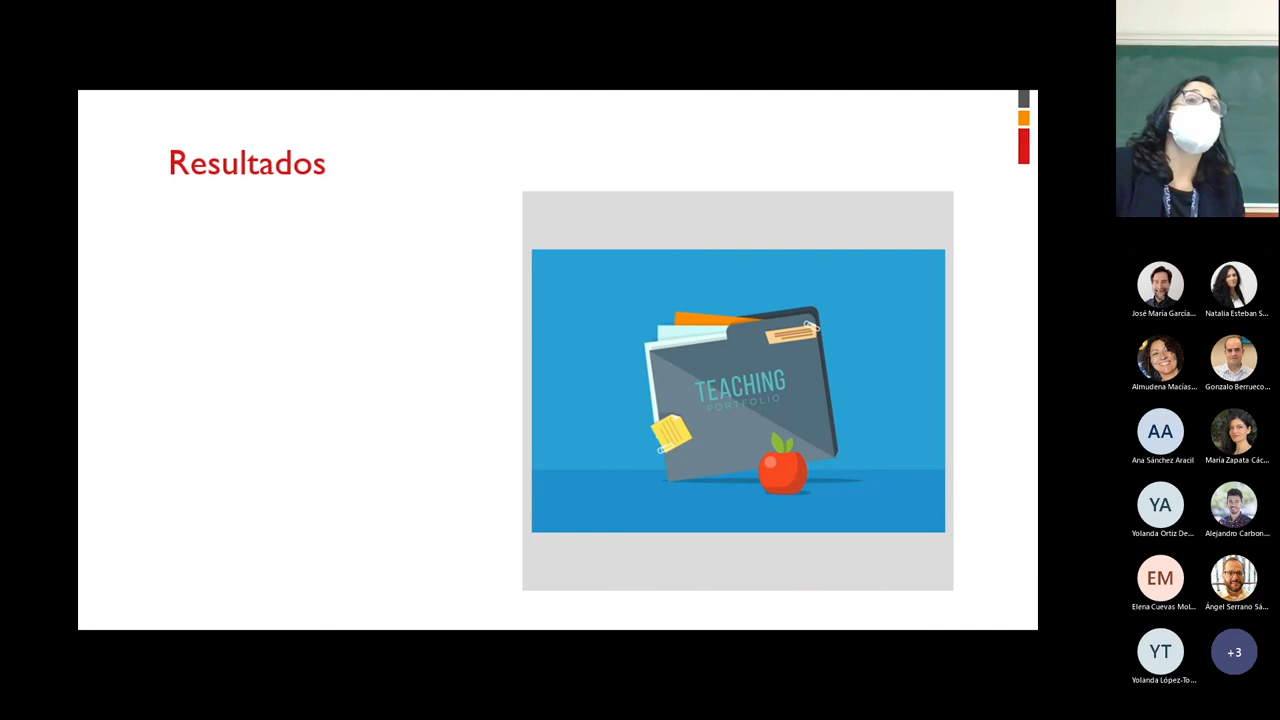 Resultados
TEACHING
PORTFOLIO
José María García...
Natalia Esteban S...
Almudena Macías...
Gonzalo Berrueco...
AA
Ana Sánchez Aracil
María Zapata Các...
YA
Yolanda Ortiz De...
Alejandro Carbon...
EM
Elena Cuevas Mol...
Ángel Serrano Sá...
YT
Yolanda López-To...
+3